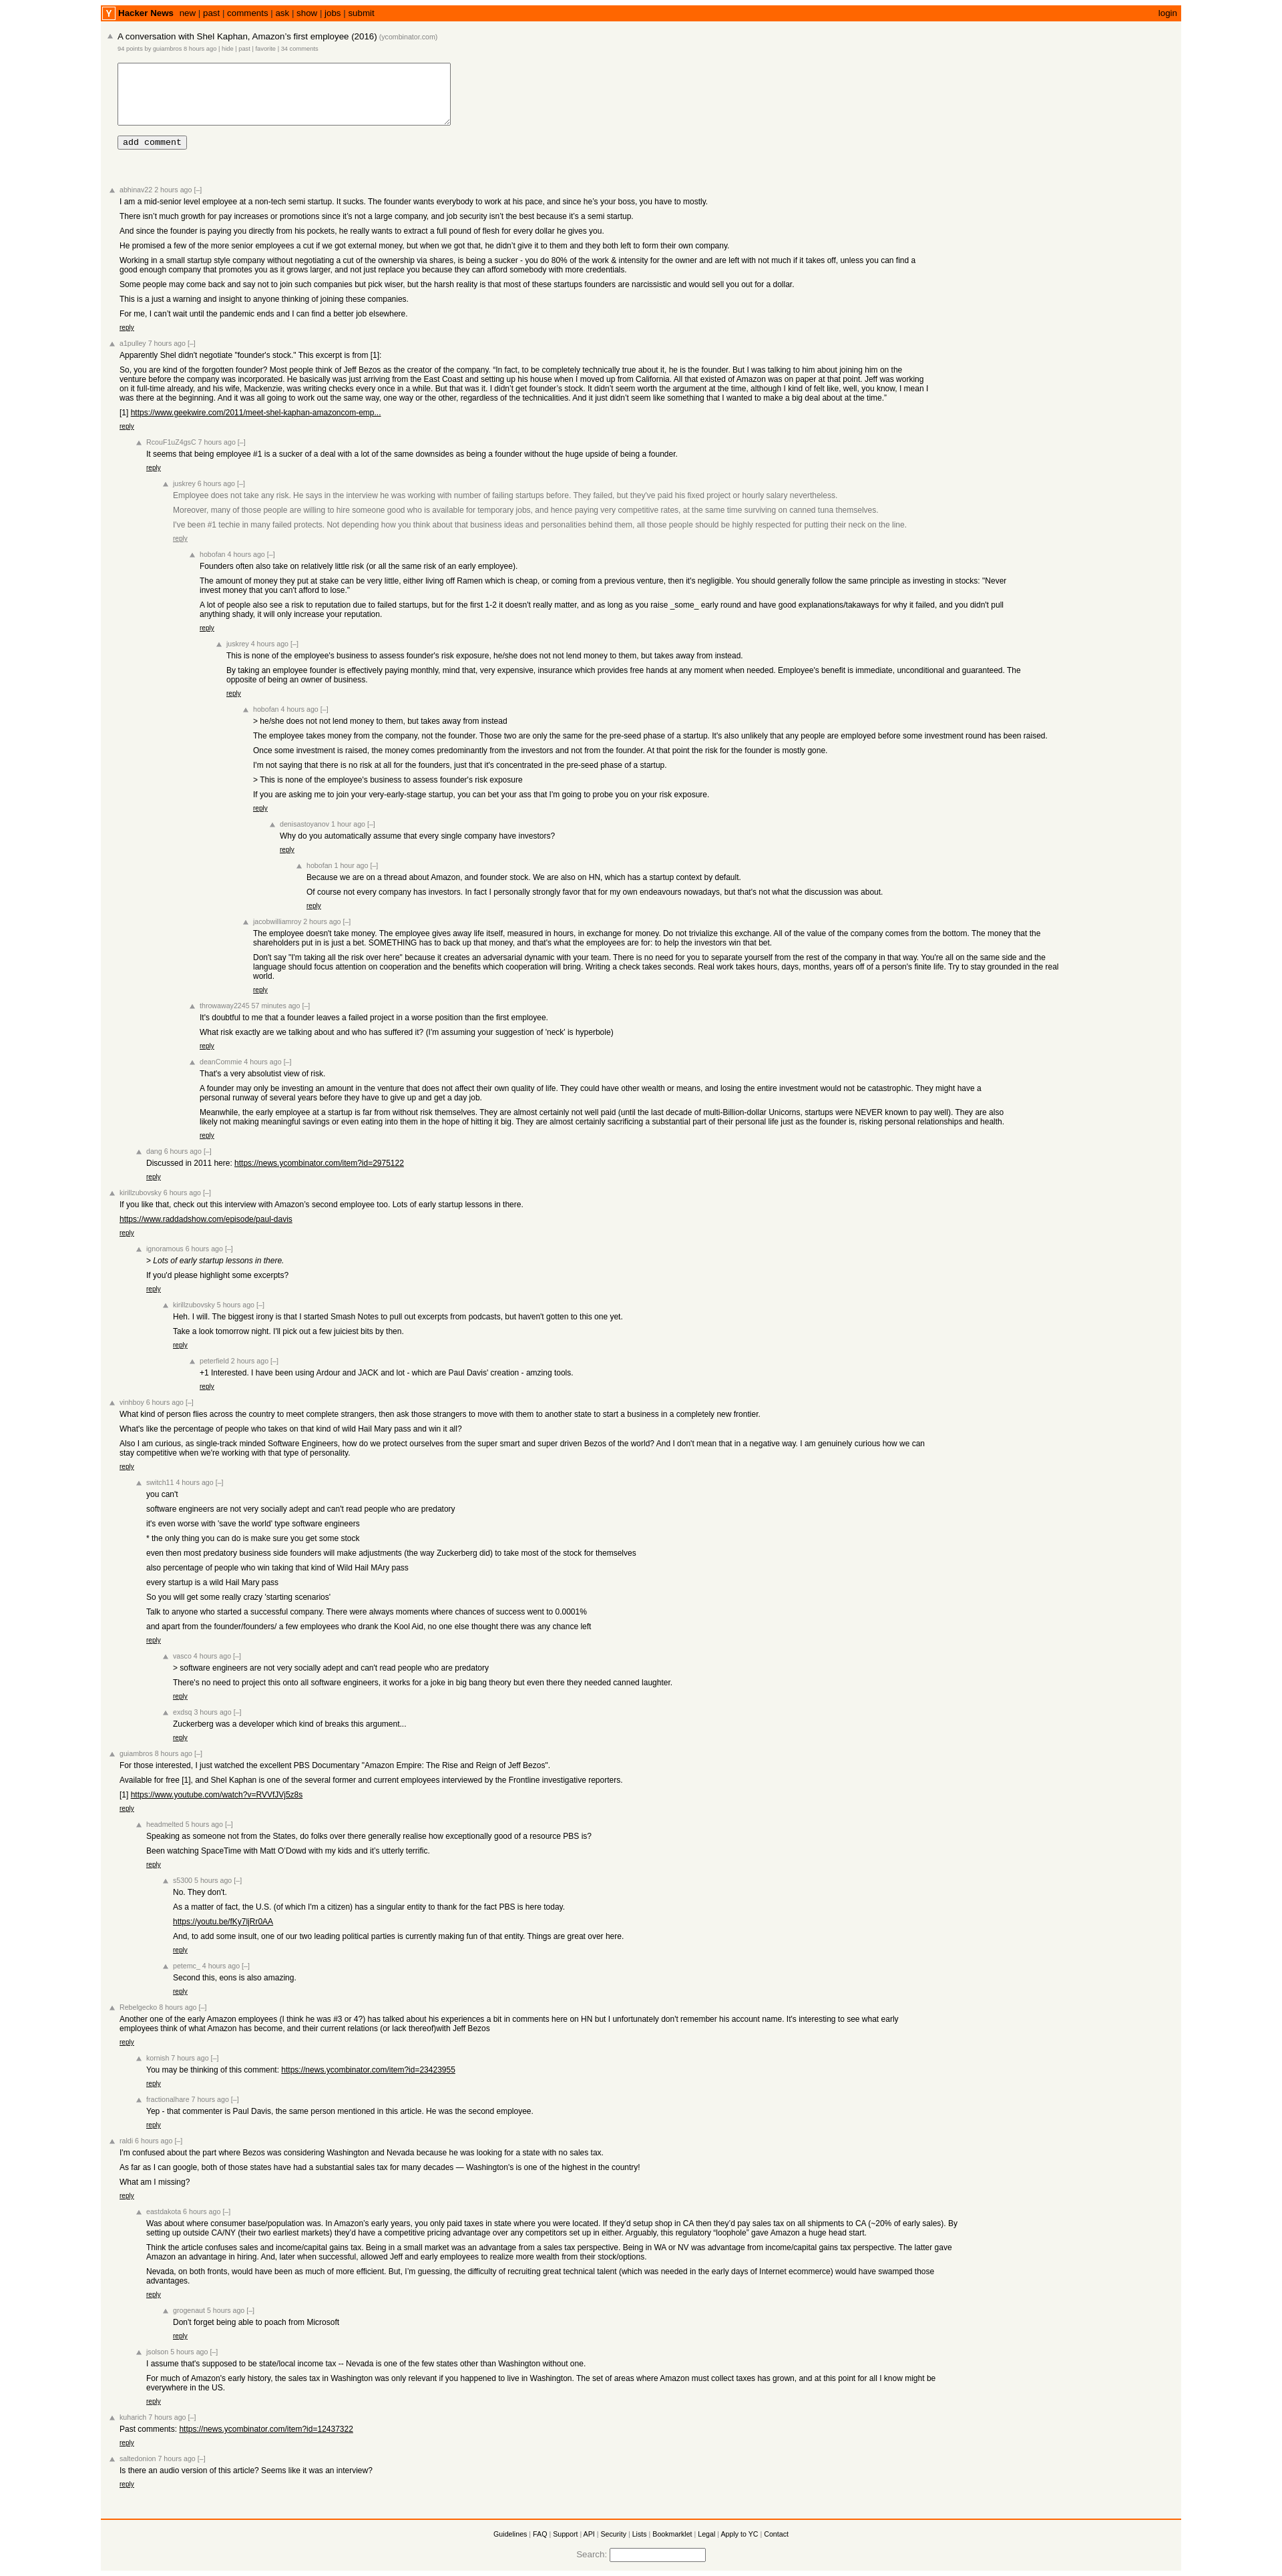 Y Hacker News new | past | comments | ask | show | jobs | submit login
A conversation with Shel Kaphan, Amazon’s first employee (2016) (ycombinator.com)
94 points by guiambros 8 hours ago | hide | past | favorite | 34 comments
add comment
abhinav22 2 hours ago [–]
I am a mid-senior level employee at a non-tech semi startup. It sucks. The founder wants everybody to work at his pace, and since he’s your boss, you have to mostly.
There isn’t much growth for pay increases or promotions since it’s not a large company, and job security isn’t the best because it’s a semi startup.
And since the founder is paying you directly from his pockets, he really wants to extract a full pound of flesh for every dollar he gives you.
He promised a few of the more senior employees a cut if we got external money, but when we got that, he didn’t give it to them and they both left to form their own company.
Working in a small startup style company without negotiating a cut of the ownership via shares, is being a sucker - you do 80% of the work & intensity for the owner and are left with not much if it takes off, unless you can find a
good enough company that promotes you as it grows larger, and not just replace you because they can afford somebody with more credentials.
Some people may come back and say not to join such companies but pick wiser, but the harsh reality is that most of these startups founders are narcissistic and would sell you out for a dollar.
This is a just a warning and insight to anyone thinking of joining these companies.
For me, I can’t wait until the pandemic ends and I can find a better job elsewhere.
reply
a1pulley 7 hours ago [–]
Apparently Shel didn't negotiate "founder's stock." This excerpt is from [1]:
So, you are kind of the forgotten founder? Most people think of Jeff Bezos as the creator of the company. “In fact, to be completely technically true about it, he is the founder. But I was talking to him about joining him on the
venture before the company was incorporated. He basically was just arriving from the East Coast and setting up his house when I moved up from California. All that existed of Amazon was on paper at that point. Jeff was working
on it full-time already, and his wife, Mackenzie, was writing checks every once in a while. But that was it. I didn’t get founder’s stock. It didn’t seem worth the argument at the time, although I kind of felt like, well, you know, I mean I
was there at the beginning. And it was all going to work out the same way, one way or the other, regardless of the technicalities. And it just didn’t seem like something that I wanted to make a big deal about at the time.”
[1] https://www.geekwire.com/2011/meet-shel-kaphan-amazoncom-emp...
reply
RcouF1uZ4gsC 7 hours ago [–]
It seems that being employee #1 is a sucker of a deal with a lot of the same downsides as being a founder without the huge upside of being a founder.
reply
juskrey 6 hours ago [–]
Employee does not take any risk. He says in the interview he was working with number of failing startups before. They failed, but they've paid his fixed project or hourly salary nevertheless.
Moreover, many of those people are willing to hire someone good who is available for temporary jobs, and hence paying very competitive rates, at the same time surviving on canned tuna themselves.
I've been #1 techie in many failed protects. Not depending how you think about that business ideas and personalities behind them, all those people should be highly respected for putting their neck on the line.
reply
hobofan 4 hours ago [–]
Founders often also take on relatively little risk (or all the same risk of an early employee).
The amount of money they put at stake can be very little, either living off Ramen which is cheap, or coming from a previous venture, then it's negligible. You should generally follow the same principle as investing in stocks: "Never
invest money that you can't afford to lose."
A lot of people also see a risk to reputation due to failed startups, but for the first 1-2 it doesn't really matter, and as long as you raise _some_ early round and have good explanations/takaways for why it failed, and you didn't pull
anything shady, it will only increase your reputation.
reply
juskrey 4 hours ago [–]
This is none of the employee's business to assess founder's risk exposure, he/she does not not lend money to them, but takes away from instead.
By taking an employee founder is effectively paying monthly, mind that, very expensive, insurance which provides free hands at any moment when needed. Employee's benefit is immediate, unconditional and guaranteed. The
opposite of being an owner of business.
reply
hobofan 4 hours ago [–]
> he/she does not not lend money to them, but takes away from instead
The employee takes money from the company, not the founder. Those two are only the same for the pre-seed phase of a startup. It's also unlikely that any people are employed before some investment round has been raised.
Once some investment is raised, the money comes predominantly from the investors and not from the founder. At that point the risk for the founder is mostly gone.
I'm not saying that there is no risk at all for the founders, just that it's concentrated in the pre-seed phase of a startup.
> This is none of the employee's business to assess founder's risk exposure
If you are asking me to join your very-early-stage startup, you can bet your ass that I'm going to probe you on your risk exposure.
reply
denisastoyanov 1 hour ago [–]
Why do you automatically assume that every single company have investors?
reply
hobofan 1 hour ago [–]
Because we are on a thread about Amazon, and founder stock. We are also on HN, which has a startup context by default.
Of course not every company has investors. In fact I personally strongly favor that for my own endeavours nowadays, but that's not what the discussion was about.
reply
jacobwilliamroy 2 hours ago [–]
The employee doesn't take money. The employee gives away life itself, measured in hours, in exchange for money. Do not trivialize this exchange. All of the value of the company comes from the bottom. The money that the
shareholders put in is just a bet. SOMETHING has to back up that money, and that's what the employees are for: to help the investors win that bet.
Don't say "I'm taking all the risk over here" because it creates an adversarial dynamic with your team. There is no need for you to separate yourself from the rest of the company in that way. You're all on the same side and the
language should focus attention on cooperation and the benefits which cooperation will bring. Writing a check takes seconds. Real work takes hours, days, months, years off of a person's finite life. Try to stay grounded in the real
world.
reply
throwaway2245 57 minutes ago [–]
It's doubtful to me that a founder leaves a failed project in a worse position than the first employee.
What risk exactly are we talking about and who has suffered it? (I'm assuming your suggestion of 'neck' is hyperbole)
reply
deanCommie 4 hours ago [–]
That's a very absolutist view of risk.
A founder may only be investing an amount in the venture that does not affect their own quality of life. They could have other wealth or means, and losing the entire investment would not be catastrophic. They might have a
personal runway of several years before they have to give up and get a day job.
Meanwhile, the early employee at a startup is far from without risk themselves. They are almost certainly not well paid (until the last decade of multi-Billion-dollar Unicorns, startups were NEVER known to pay well). They are also
likely not making meaningful savings or even eating into them in the hope of hitting it big. They are almost certainly sacrificing a substantial part of their personal life just as the founder is, risking personal relationships and health.
reply
dang 6 hours ago [–]
Discussed in 2011 here: https://news.ycombinator.com/item?id=2975122
reply
kirillzubovsky 6 hours ago [–]
If you like that, check out this interview with Amazon’s second employee too. Lots of early startup lessons in there.
https://www.raddadshow.com/episode/paul-davis
reply
ignoramous 6 hours ago [–]
> Lots of early startup lessons in there.
If you'd please highlight some excerpts?
reply
kirillzubovsky 5 hours ago [–]
Heh. I will. The biggest irony is that I started Smash Notes to pull out excerpts from podcasts, but haven't gotten to this one yet.
Take a look tomorrow night. I'll pick out a few juiciest bits by then.
reply
peterfield 2 hours ago [–]
+1 Interested. I have been using Ardour and JACK and lot - which are Paul Davis' creation - amzing tools.
reply
vinhboy 6 hours ago [–]
What kind of person flies across the country to meet complete strangers, then ask those strangers to move with them to another state to start a business in a completely new frontier.
What's like the percentage of people who takes on that kind of wild Hail Mary pass and win it all?
Also I am curious, as single-track minded Software Engineers, how do we protect ourselves from the super smart and super driven Bezos of the world? And I don't mean that in a negative way. I am genuinely curious how we can
stay competitive when we're working with that type of personality.
reply
switch11 4 hours ago [–]
you can't
software engineers are not very socially adept and can't read people who are predatory
it's even worse with 'save the world' type software engineers
* the only thing you can do is make sure you get some stock
even then most predatory business side founders will make adjustments (the way Zuckerberg did) to take most of the stock for themselves
also percentage of people who win taking that kind of Wild Hail MAry pass
every startup is a wild Hail Mary pass
So you will get some really crazy 'starting scenarios'
Talk to anyone who started a successful company. There were always moments where chances of success went to 0.0001%
and apart from the founder/founders/ a few employees who drank the Kool Aid, no one else thought there was any chance left
reply
vasco 4 hours ago [–]
> software engineers are not very socially adept and can't read people who are predatory
There's no need to project this onto all software engineers, it works for a joke in big bang theory but even there they needed canned laughter.
reply
exdsq 3 hours ago [–]
Zuckerberg was a developer which kind of breaks this argument...
reply
guiambros 8 hours ago [–]
For those interested, I just watched the excellent PBS Documentary "Amazon Empire: The Rise and Reign of Jeff Bezos".
Available for free [1], and Shel Kaphan is one of the several former and current employees interviewed by the Frontline investigative reporters.
[1] https://www.youtube.com/watch?v=RVVfJVj5z8s
reply
headmelted 5 hours ago [–]
Speaking as someone not from the States, do folks over there generally realise how exceptionally good of a resource PBS is?
Been watching SpaceTime with Matt O’Dowd with my kids and it’s utterly terrific.
reply
s5300 5 hours ago [–]
No. They don't.
As a matter of fact, the U.S. (of which I'm a citizen) has a singular entity to thank for the fact PBS is here today.
https://youtu.be/fKy7ljRr0AA
And, to add some insult, one of our two leading political parties is currently making fun of that entity. Things are great over here.
reply
petemc_ 4 hours ago [–]
Second this, eons is also amazing.
reply
Rebelgecko 8 hours ago [–]
Another one of the early Amazon employees (I think he was #3 or 4?) has talked about his experiences a bit in comments here on HN but I unfortunately don't remember his account name. It's interesting to see what early
employees think of what Amazon has become, and their current relations (or lack thereof)with Jeff Bezos
reply
kornish 7 hours ago [–]
You may be thinking of this comment: https://news.ycombinator.com/item?id=23423955
reply
fractionalhare 7 hours ago [–]
Yep - that commenter is Paul Davis, the same person mentioned in this article. He was the second employee.
reply
raldi 6 hours ago [–]
I'm confused about the part where Bezos was considering Washington and Nevada because he was looking for a state with no sales tax.
As far as I can google, both of those states have had a substantial sales tax for many decades — Washington's is one of the highest in the country!
What am I missing?
reply
eastdakota 6 hours ago [–]
Was about where consumer base/population was. In Amazon’s early years, you only paid taxes in state where you were located. If they’d setup shop in CA then they’d pay sales tax on all shipments to CA (~20% of early sales). By
setting up outside CA/NY (their two earliest markets) they’d have a competitive pricing advantage over any competitors set up in either. Arguably, this regulatory “loophole” gave Amazon a huge head start.
Think the article confuses sales and income/capital gains tax. Being in a small market was an advantage from a sales tax perspective. Being in WA or NV was advantage from income/capital gains tax perspective. The latter gave
Amazon an advantage in hiring. And, later when successful, allowed Jeff and early employees to realize more wealth from their stock/options.
Nevada, on both fronts, would have been as much of more efficient. But, I’m guessing, the difficulty of recruiting great technical talent (which was needed in the early days of Internet ecommerce) would have swamped those
advantages.
reply
grogenaut 5 hours ago [–]
Don't forget being able to poach from Microsoft
reply
jsolson 5 hours ago [–]
I assume that's supposed to be state/local income tax -- Nevada is one of the few states other than Washington without one.
For much of Amazon's early history, the sales tax in Washington was only relevant if you happened to live in Washington. The set of areas where Amazon must collect taxes has grown, and at this point for all I know might be
everywhere in the US.
reply
kuharich 7 hours ago [–]
Past comments: https://news.ycombinator.com/item?id=12437322
reply
saltedonion 7 hours ago [–]
Is there an audio version of this article? Seems like it was an interview?
reply
Guidelines | FAQ | Support | API | Security | Lists | Bookmarklet | Legal | Apply to YC | Contact
Search: